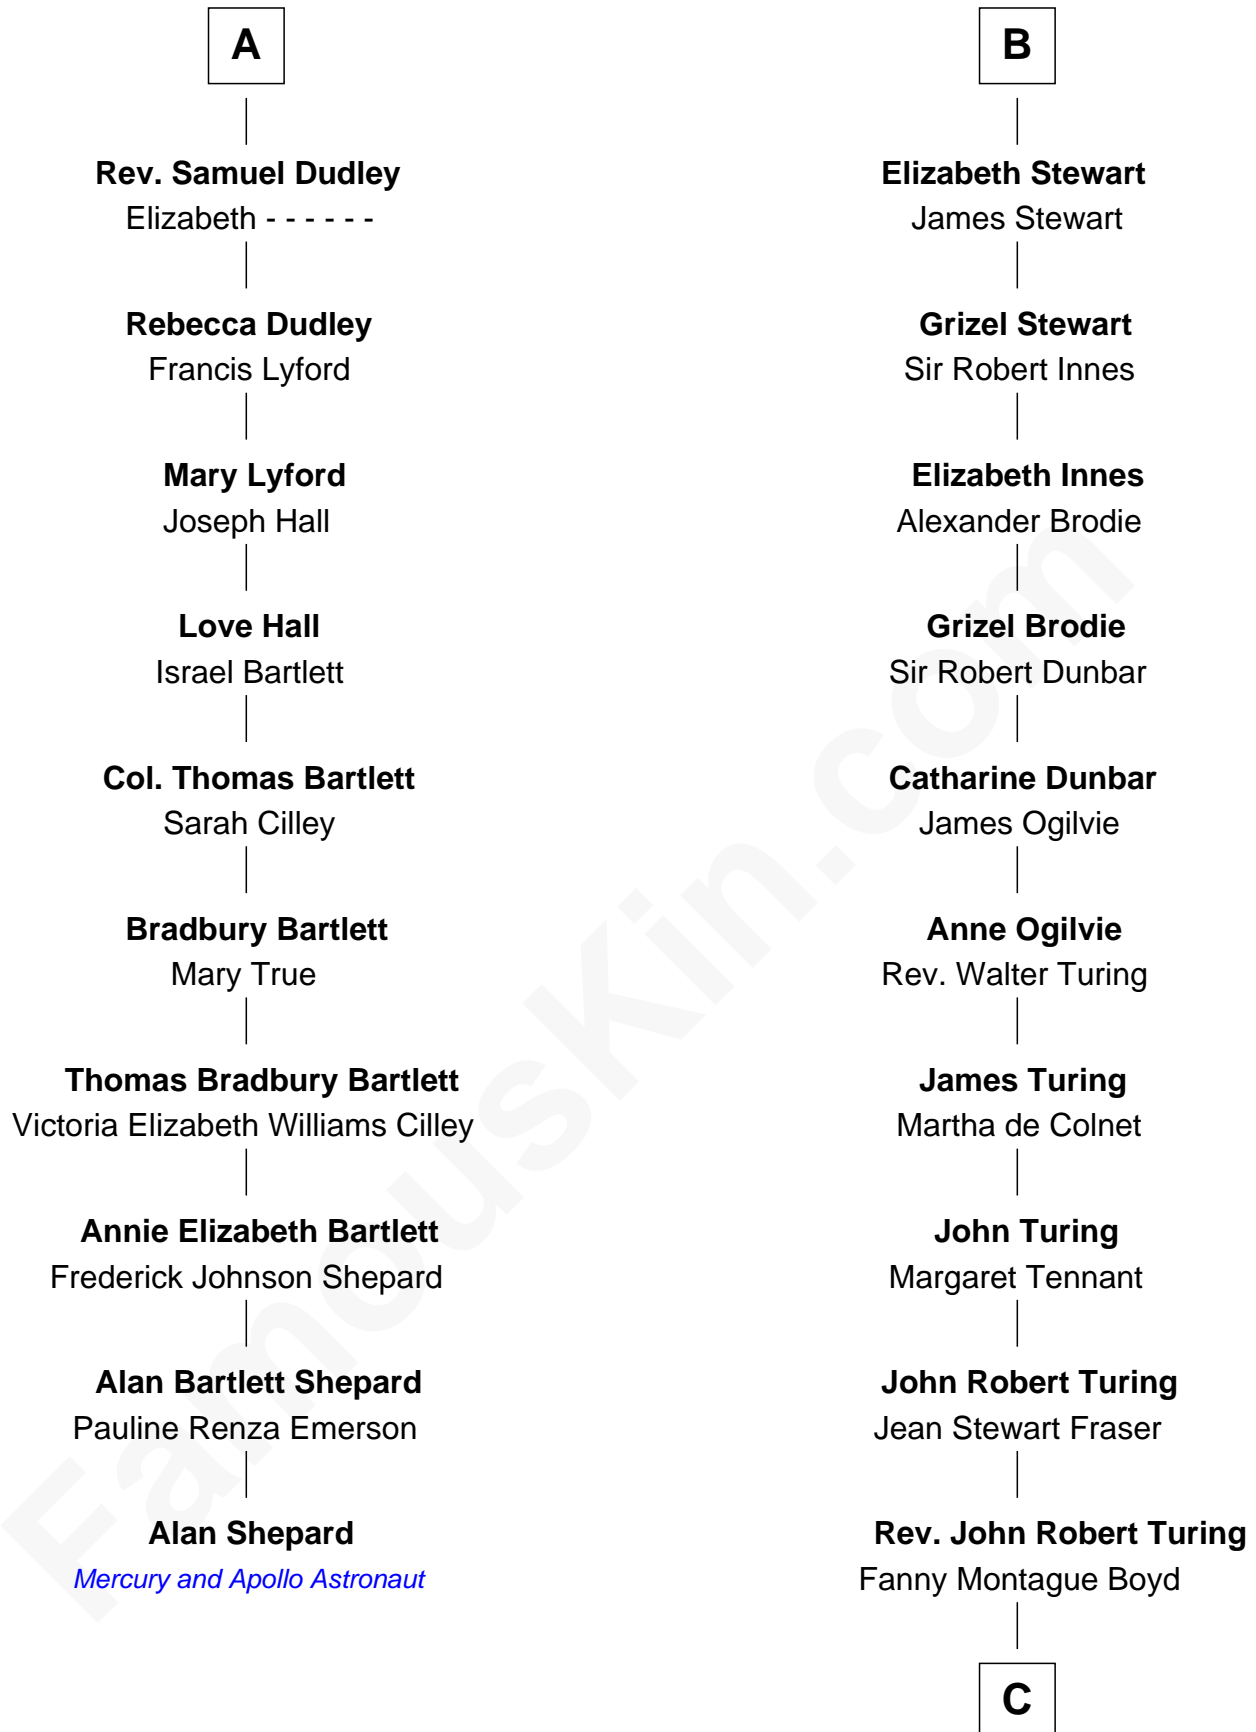 A
Rev. Samuel Dudley
Elizabeth - - - - - -
Rebecca Dudley
Francis Lyford
Mary Lyford
Joseph Hall
Love Hall
Israel Bartlett
Col. Thomas Bartlett
Sarah Cilley
Bradbury Bartlett
Mary True
Thomas Bradbury Bartlett
Victoria Elizabeth Williams Cilley
Annie Elizabeth Bartlett
Frederick Johnson Shepard
Alan Bartlett Shepard
Pauline Renza Emerson
Alan Shepard
Mercury and Apollo Astronaut
B
Elizabeth Stewart
James Stewart
Grizel Stewart
Sir Robert Innes
Elizabeth Innes
Alexander Brodie
Grizel Brodie
Sir Robert Dunbar
Catharine Dunbar
James Ogilvie
Anne Ogilvie
Rev. Walter Turing
James Turing
Martha de Colnet
John Turing
Margaret Tennant
John Robert Turing
Jean Stewart Fraser
Rev. John Robert Turing
Fanny Montague Boyd
C
FamousKin.com